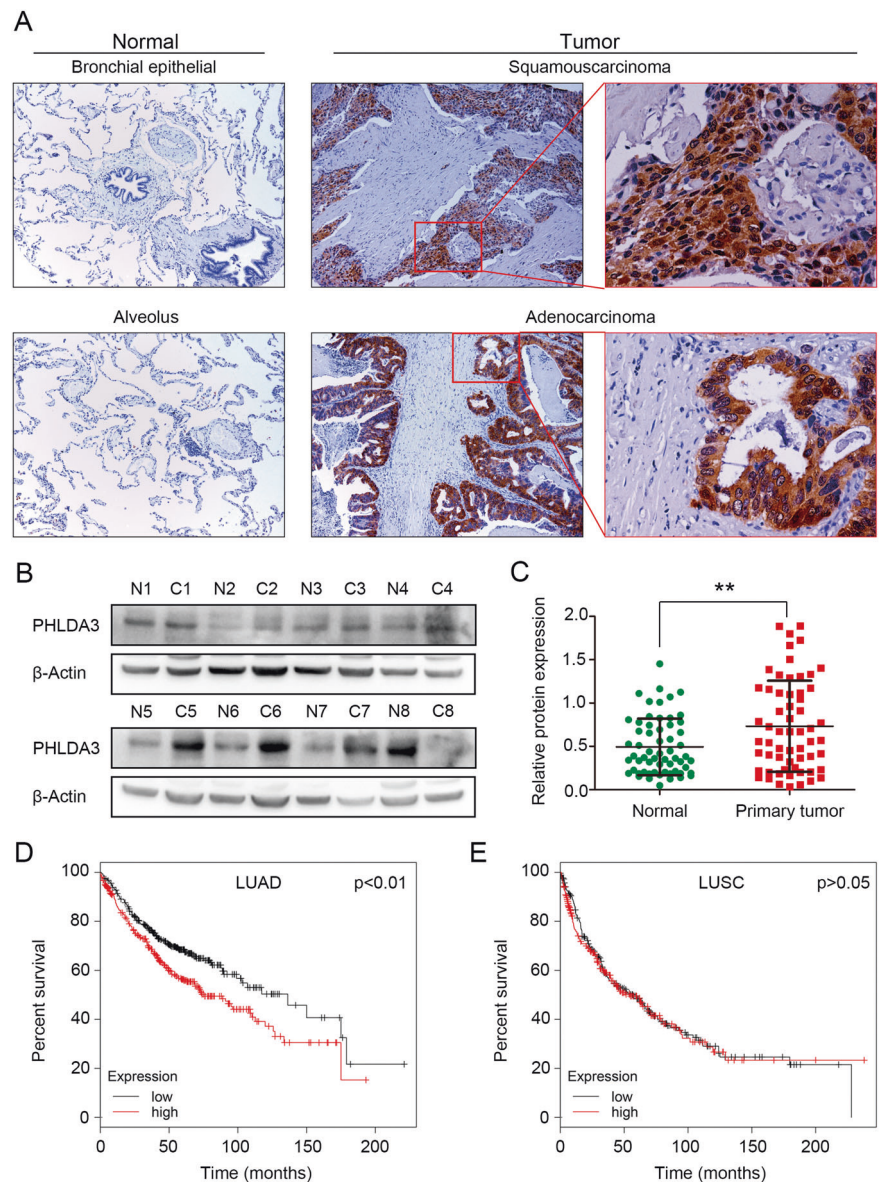 A
Normal
Tumor
Bronchial epithelial
Squamouscarcinoma
Alveolus
Adenocarcinoma
B
N1 C1 N2 C2 N3 C3 N4 C4
PHLDA3
β-Actin
N5 C5 N6 C6 N7 C7 N8 C8
PHLDA3
β-Actin
C
**
Relative protein expression
2.0
1.5
1.0
0.5
0.0
Normal
Primary tumor
D
LUAD
p<0.01
Percent survival
100
80
60
40
20
0
Expression
low
high
0 50 100 150 200
Time (months)
E
LUSC
p>0.05
Percent survival
100
80
60
40
20
0
Expression
low
high
0 50 100 150 200
Time (months)